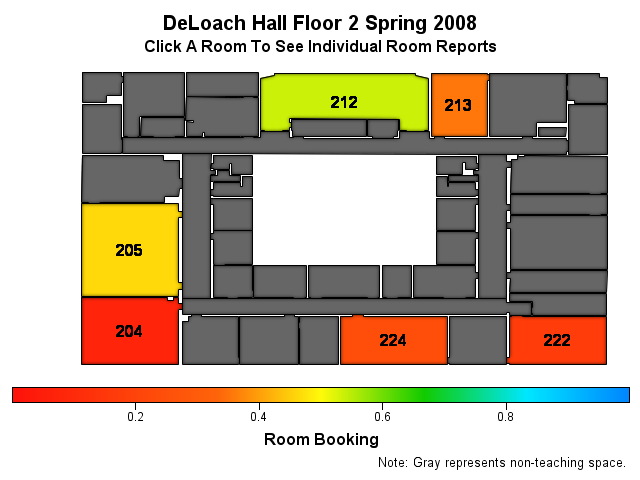 DeLoach Hall Floor 2 Spring 2008
Click A Room To See Individual Room Reports
212
213
205
204
224
222
0.2 0.4 0.6 0.8
Room Booking
Note: Gray represents non-teaching space.